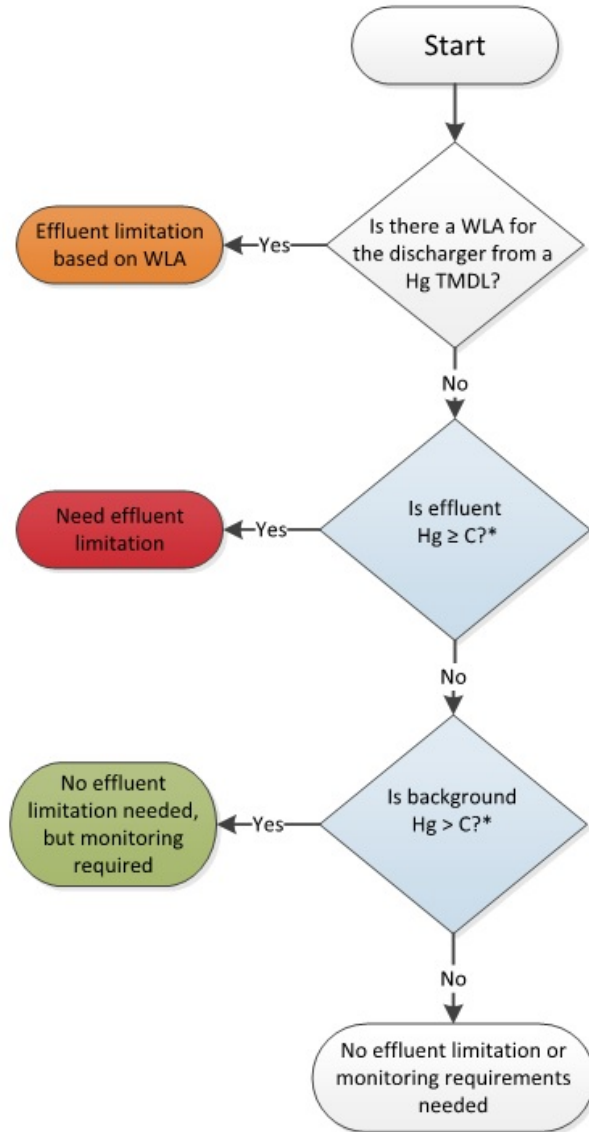 Start
Is there a WLA for
the discharger from a
Hg TMDL?
Yes
Effluent limitation
based on WLA
No
Is effluent
Hg ≥ C?*
Yes
Need effluent
limitation
No
Is background
Hg > C?*
Yes
No effluent
limitation needed,
but monitoring
required
No
No effluent limitation or
monitoring requirements
needed